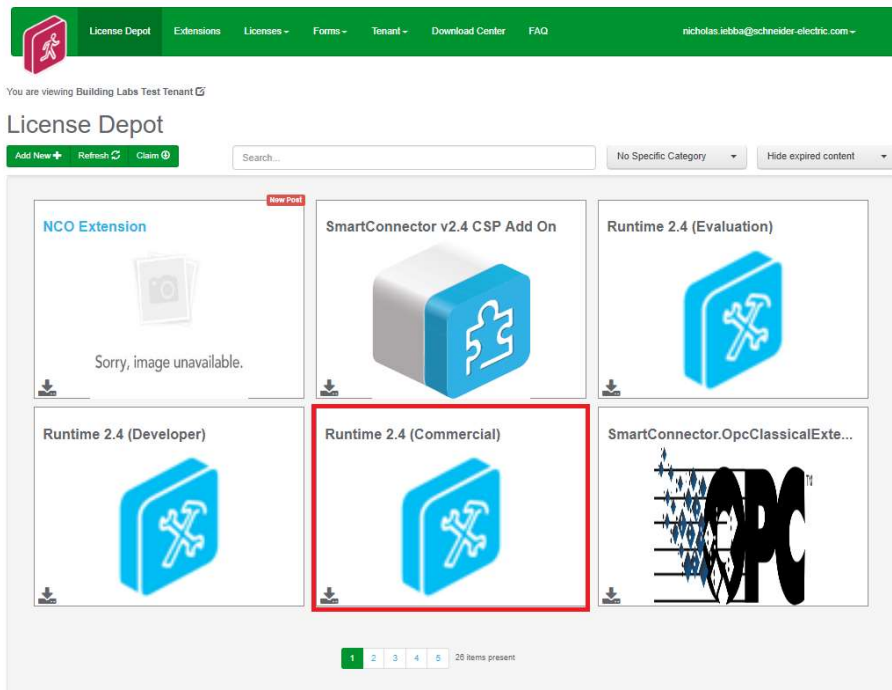 License Depot Extensions Licenses Forms Tenant Download Center FAQ nicholas.iebba@schneider-electric.com
You are viewing Building Labs Test Tenant
License Depot
Add New Refresh Claim Search... No Specific Category Hide expired content
New Post
NCO Extension SmartConnector v2.4 CSP Add On Runtime 2.4 (Evaluation)
Sorry, image unavailable.
Runtime 2.4 (Developer) Runtime 2.4 (Commercial) SmartConnector.OpcClassicalExte...
OPC
1 2 3 4 5 26 items present